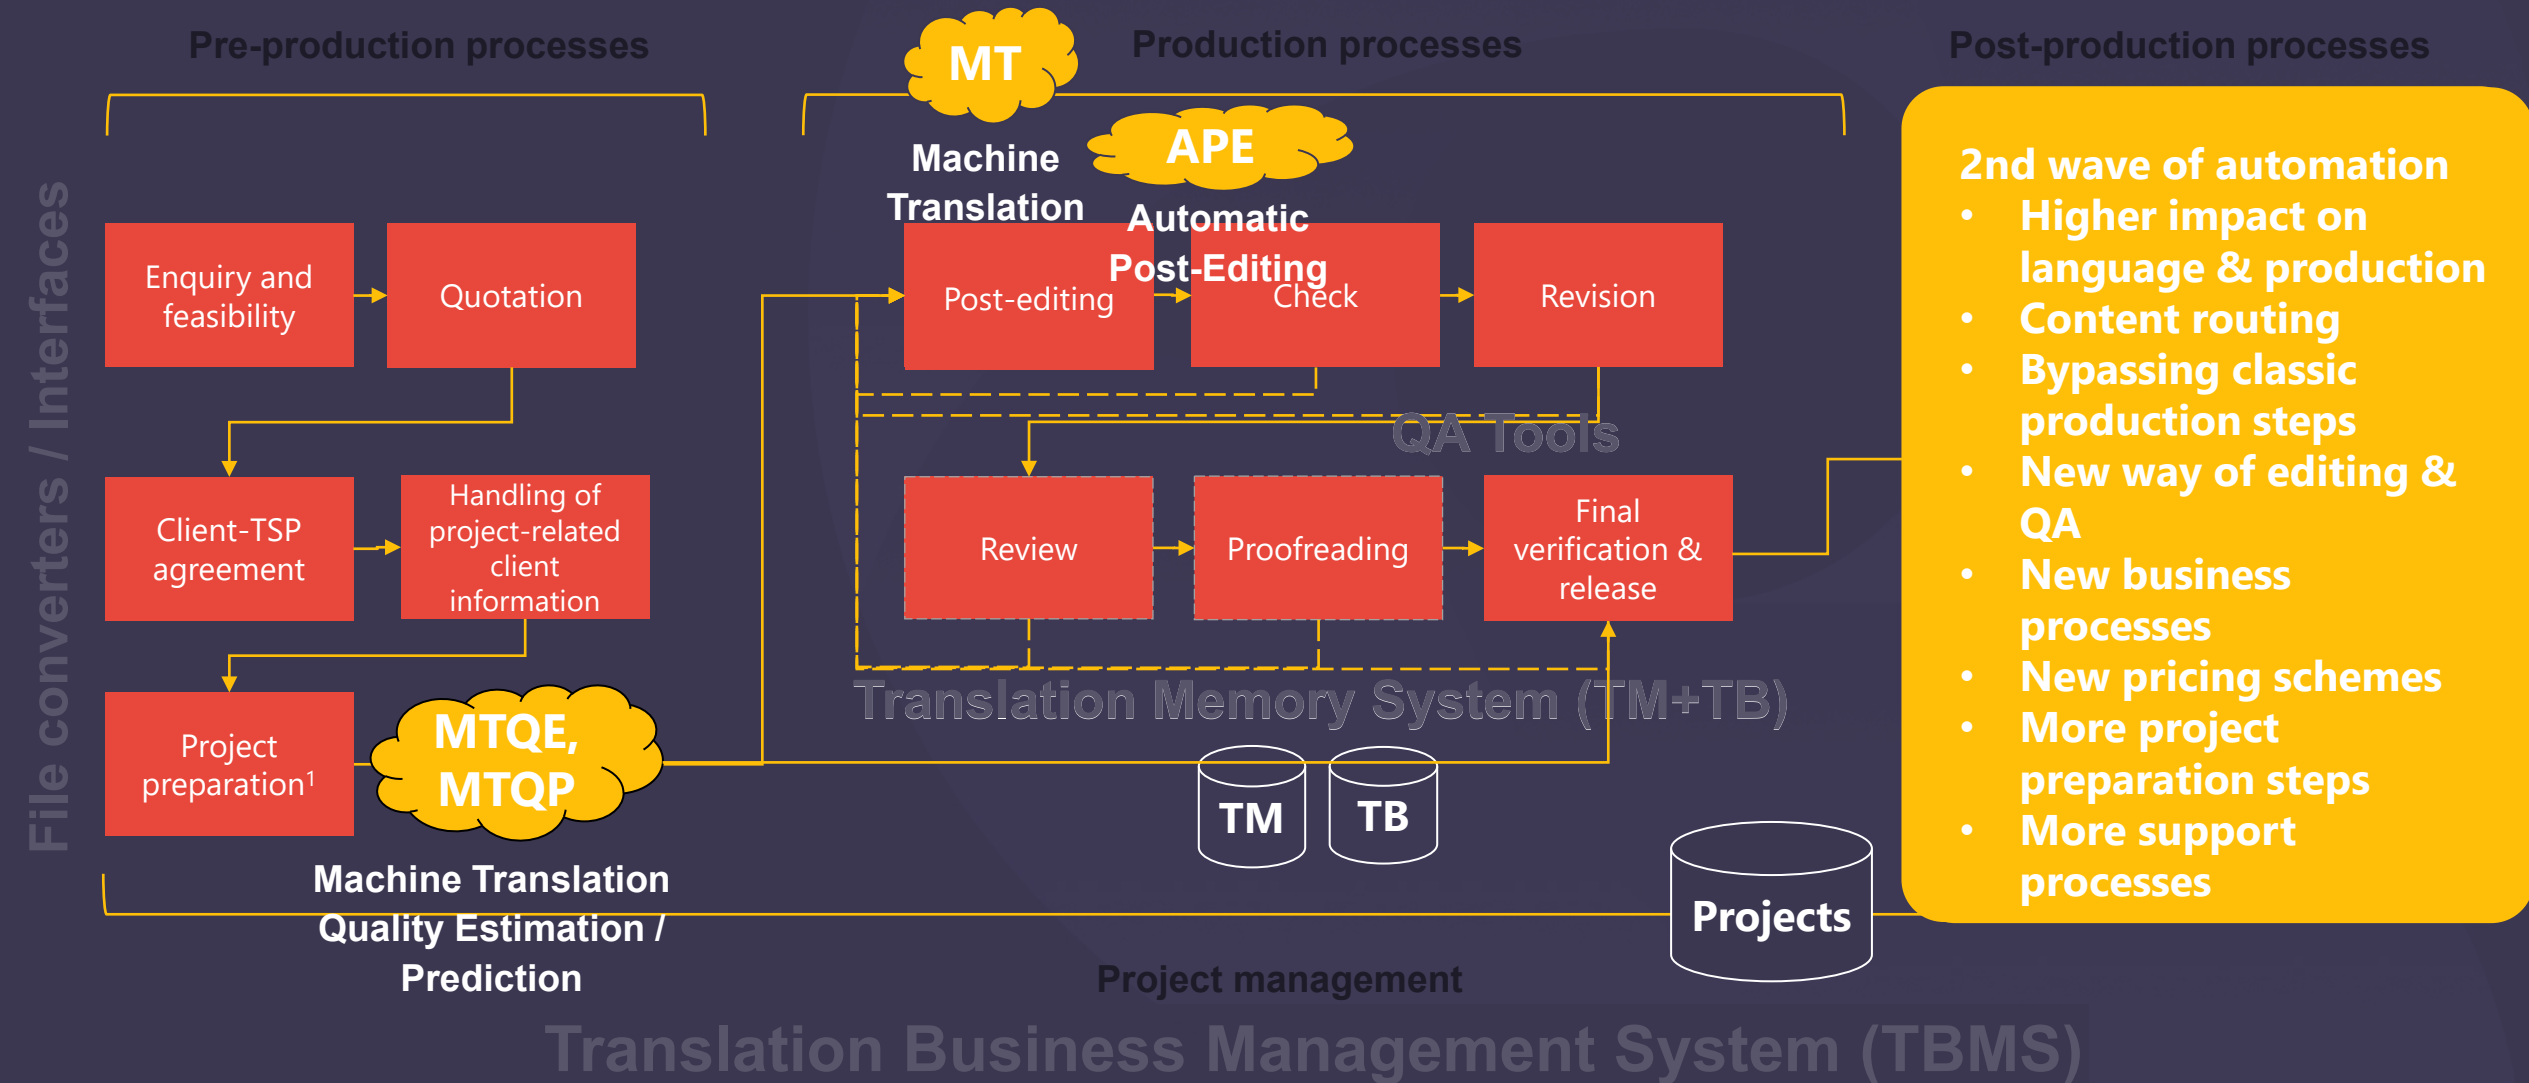 Pre-production processes
Production processes
Post-production processes
MT
Machine
Translation
APE
Automatic
Post-Editing
File converters / Interfaces
Enquiry and
feasibility
Quotation
Client-TSP
agreement
Handling of
project-related
client
information
Project
preparation¹
MTQE,
MTQP
Machine Translation
Quality Estimation /
Prediction
Post-editing
Check
Revision
QA Tools
Review
Proofreading
Final
verification &
release
Translation Memory System (TM+TB)
TM
TB
Projects
2nd wave of automation
• Higher impact on
language & production
• Content routing
• Bypassing classic
production steps
• New way of editing &
QA
• New business
processes
• New pricing schemes
• More project
preparation steps
• More support
processes
Project management
Translation Business Management System (TBMS)